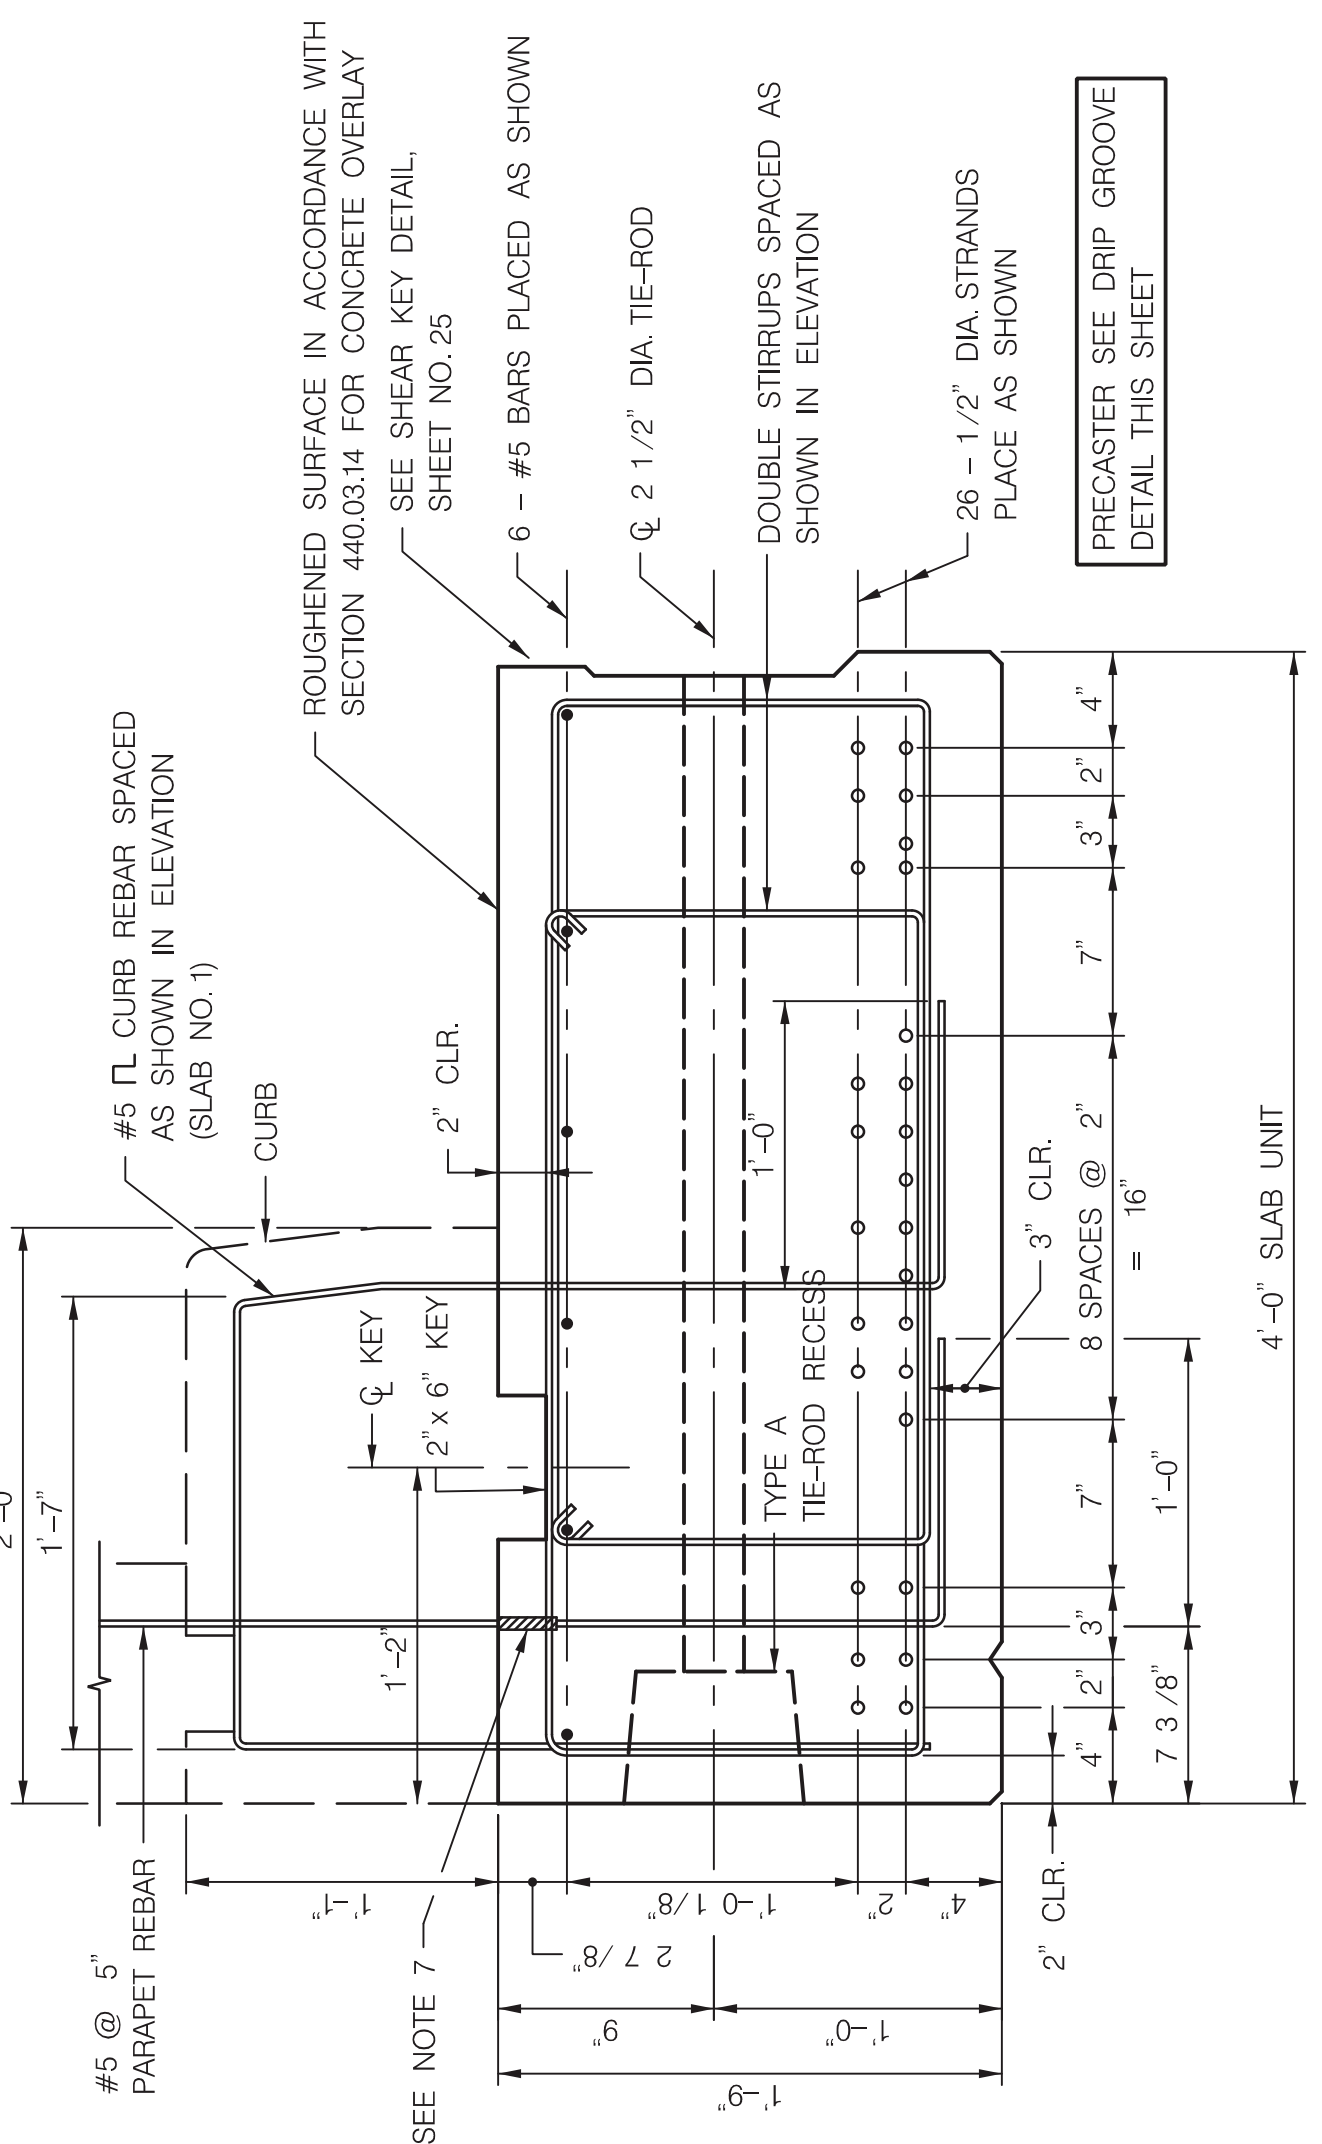 ROUGHENED SURFACE IN ACCORDANCE WITH
SECTION 440.03.14 FOR CONCRETE OVERLAY
SEE SHEAR KEY DETAIL,
SHEET NO. 25
6 – #5 BARS PLACED AS SHOWN
℄ 2 1/2" DIA. TIE–ROD
DOUBLE STIRRUPS SPACED AS
SHOWN IN ELEVATION
26 – 1/2" DIA. STRANDS
PLACE AS SHOWN
PRECASTER SEE DRIP GROOVE
DETAIL THIS SHEET
#5 CURB REBAR SPACED
AS SHOWN IN ELEVATION
(SLAB NO. 1)
CURB
2" CLR.
℄ KEY
2" x 6" KEY
1'–0"
TYPE A
TIE–ROD RECESS
3" CLR.
2'–0
1'–7"
1'–2"
#5 @ 5"
PARAPET REBAR
SEE NOTE 7
1'–1"
2 7/8"
1'–0 1/8"
2"
4"
9"
1'–0"
1'–9"
2" CLR.
4"
2"
3"
7"
8 SPACES @ 2"
= 16"
7"
3"
2"
4"
7 3/8"
1'–0"
4'–0" SLAB UNIT